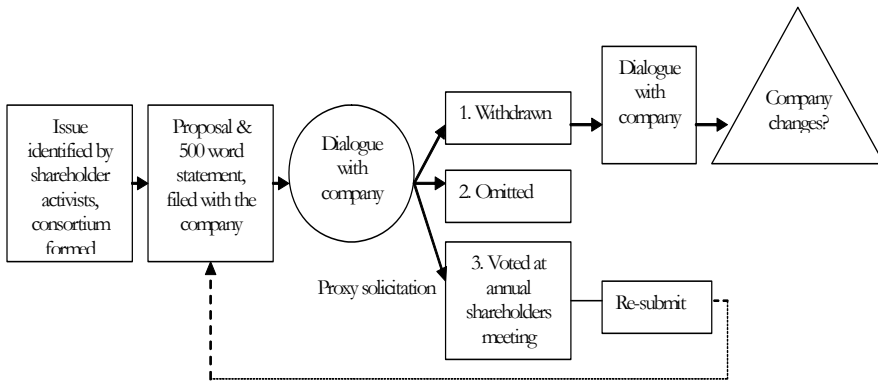 Issue
identified by
shareholder
activists,
consortium
formed
Proposal &
500 word
statement,
filed with the
company
Dialogue
with
company
1. Withdrawn
2. Omitted
3. Voted at
annual
shareholders
meeting
Proxy solicitation
Re-submit
Dialogue
with
company
Company
changes?